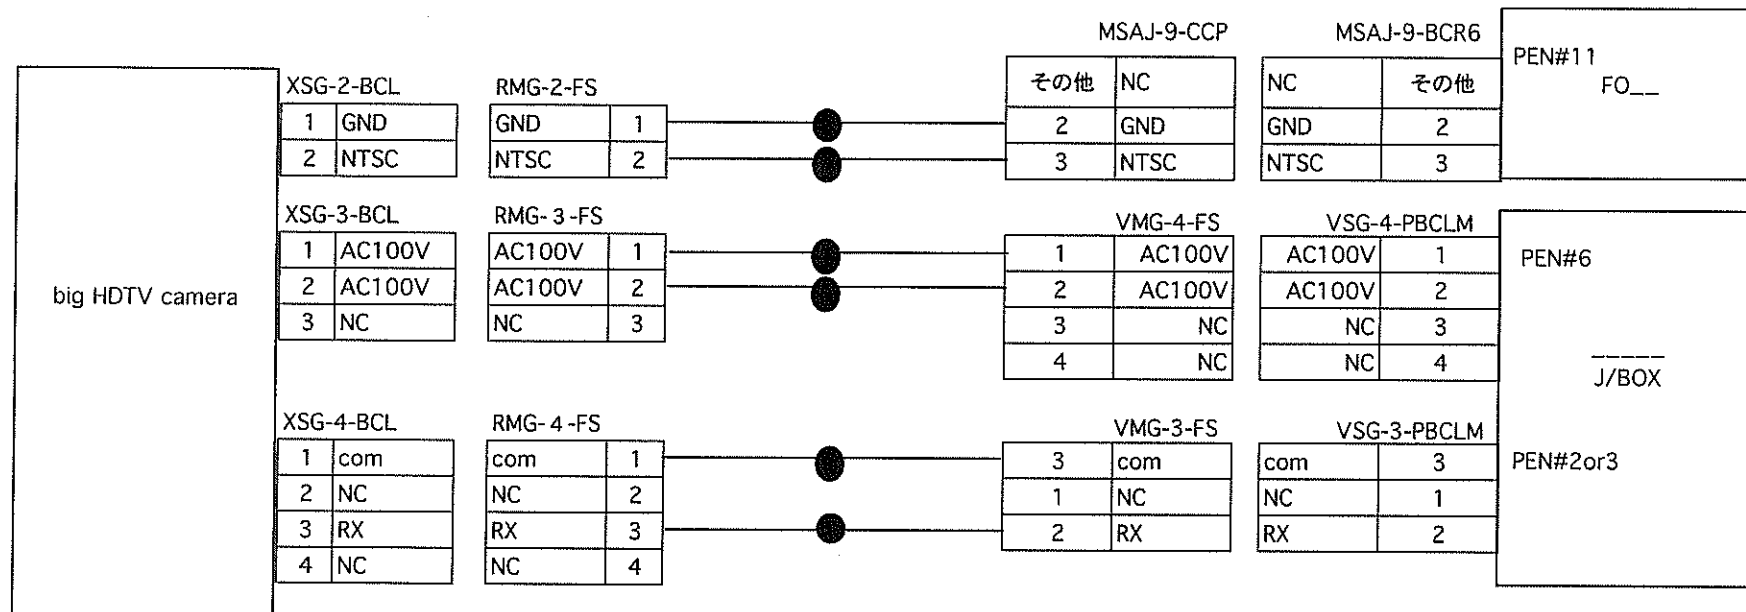 MSAJ-9-CCP MSAJ-9-BCR6
PEN#11
XSG-2-BCL RMG-2-FS その他 NC NC その他 FO__
1 GND GND 1 2 GND GND 2
2 NTSC NTSC 2 3 NTSC NTSC 3
XSG-3-BCL RMG-3-FS VMG-4-FS VSG-4-PBCLM
1 AC100V AC100V 1 1 AC100V AC100V 1 PEN#6
big HDTV camera 2 AC100V AC100V 2 2 AC100V AC100V 2
3 NC NC 3 3 NC NC 3
4 NC NC 4
J/BOX
XSG-4-BCL RMG-4-FS VMG-3-FS VSG-3-PBCLM
1 com com 1 3 com com 3 PEN#2or3
2 NC NC 2 1 NC NC 1
3 RX RX 3 2 RX RX 2
4 NC NC 4